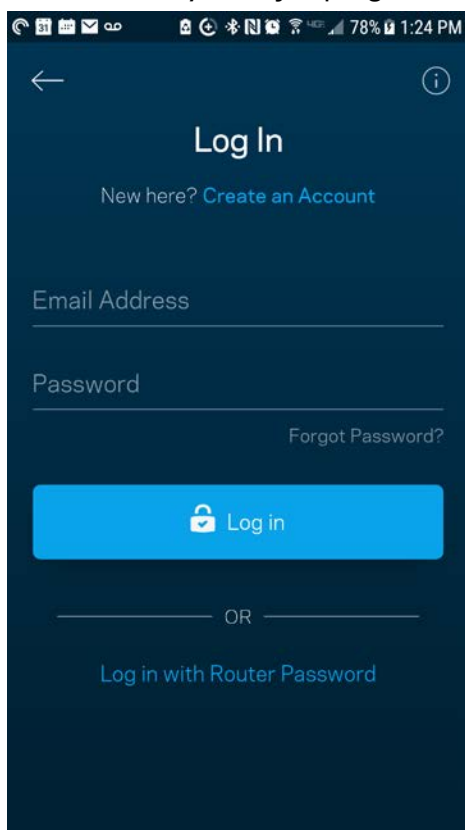 31 78% 1:24 PM
Log In
New here? Create an Account
Email Address
Password
Forgot Password?
Log in
OR
Log in with Router Password